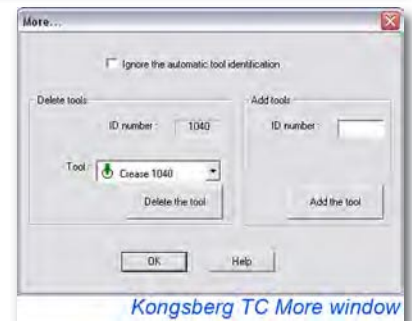 More...
Ignore the automatic tool identification
Delete tools
ID number : 1040
Tool : Crease 1040
Delete the tool
Add tools
ID number :
Add the tool
OK
Help
Kongsberg TC More window